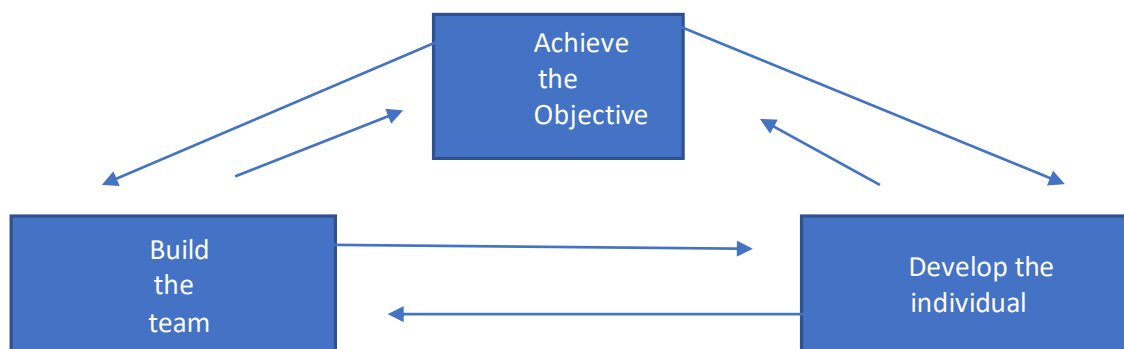 Achieve
the
Objective
Build
the
team
Develop the
individual